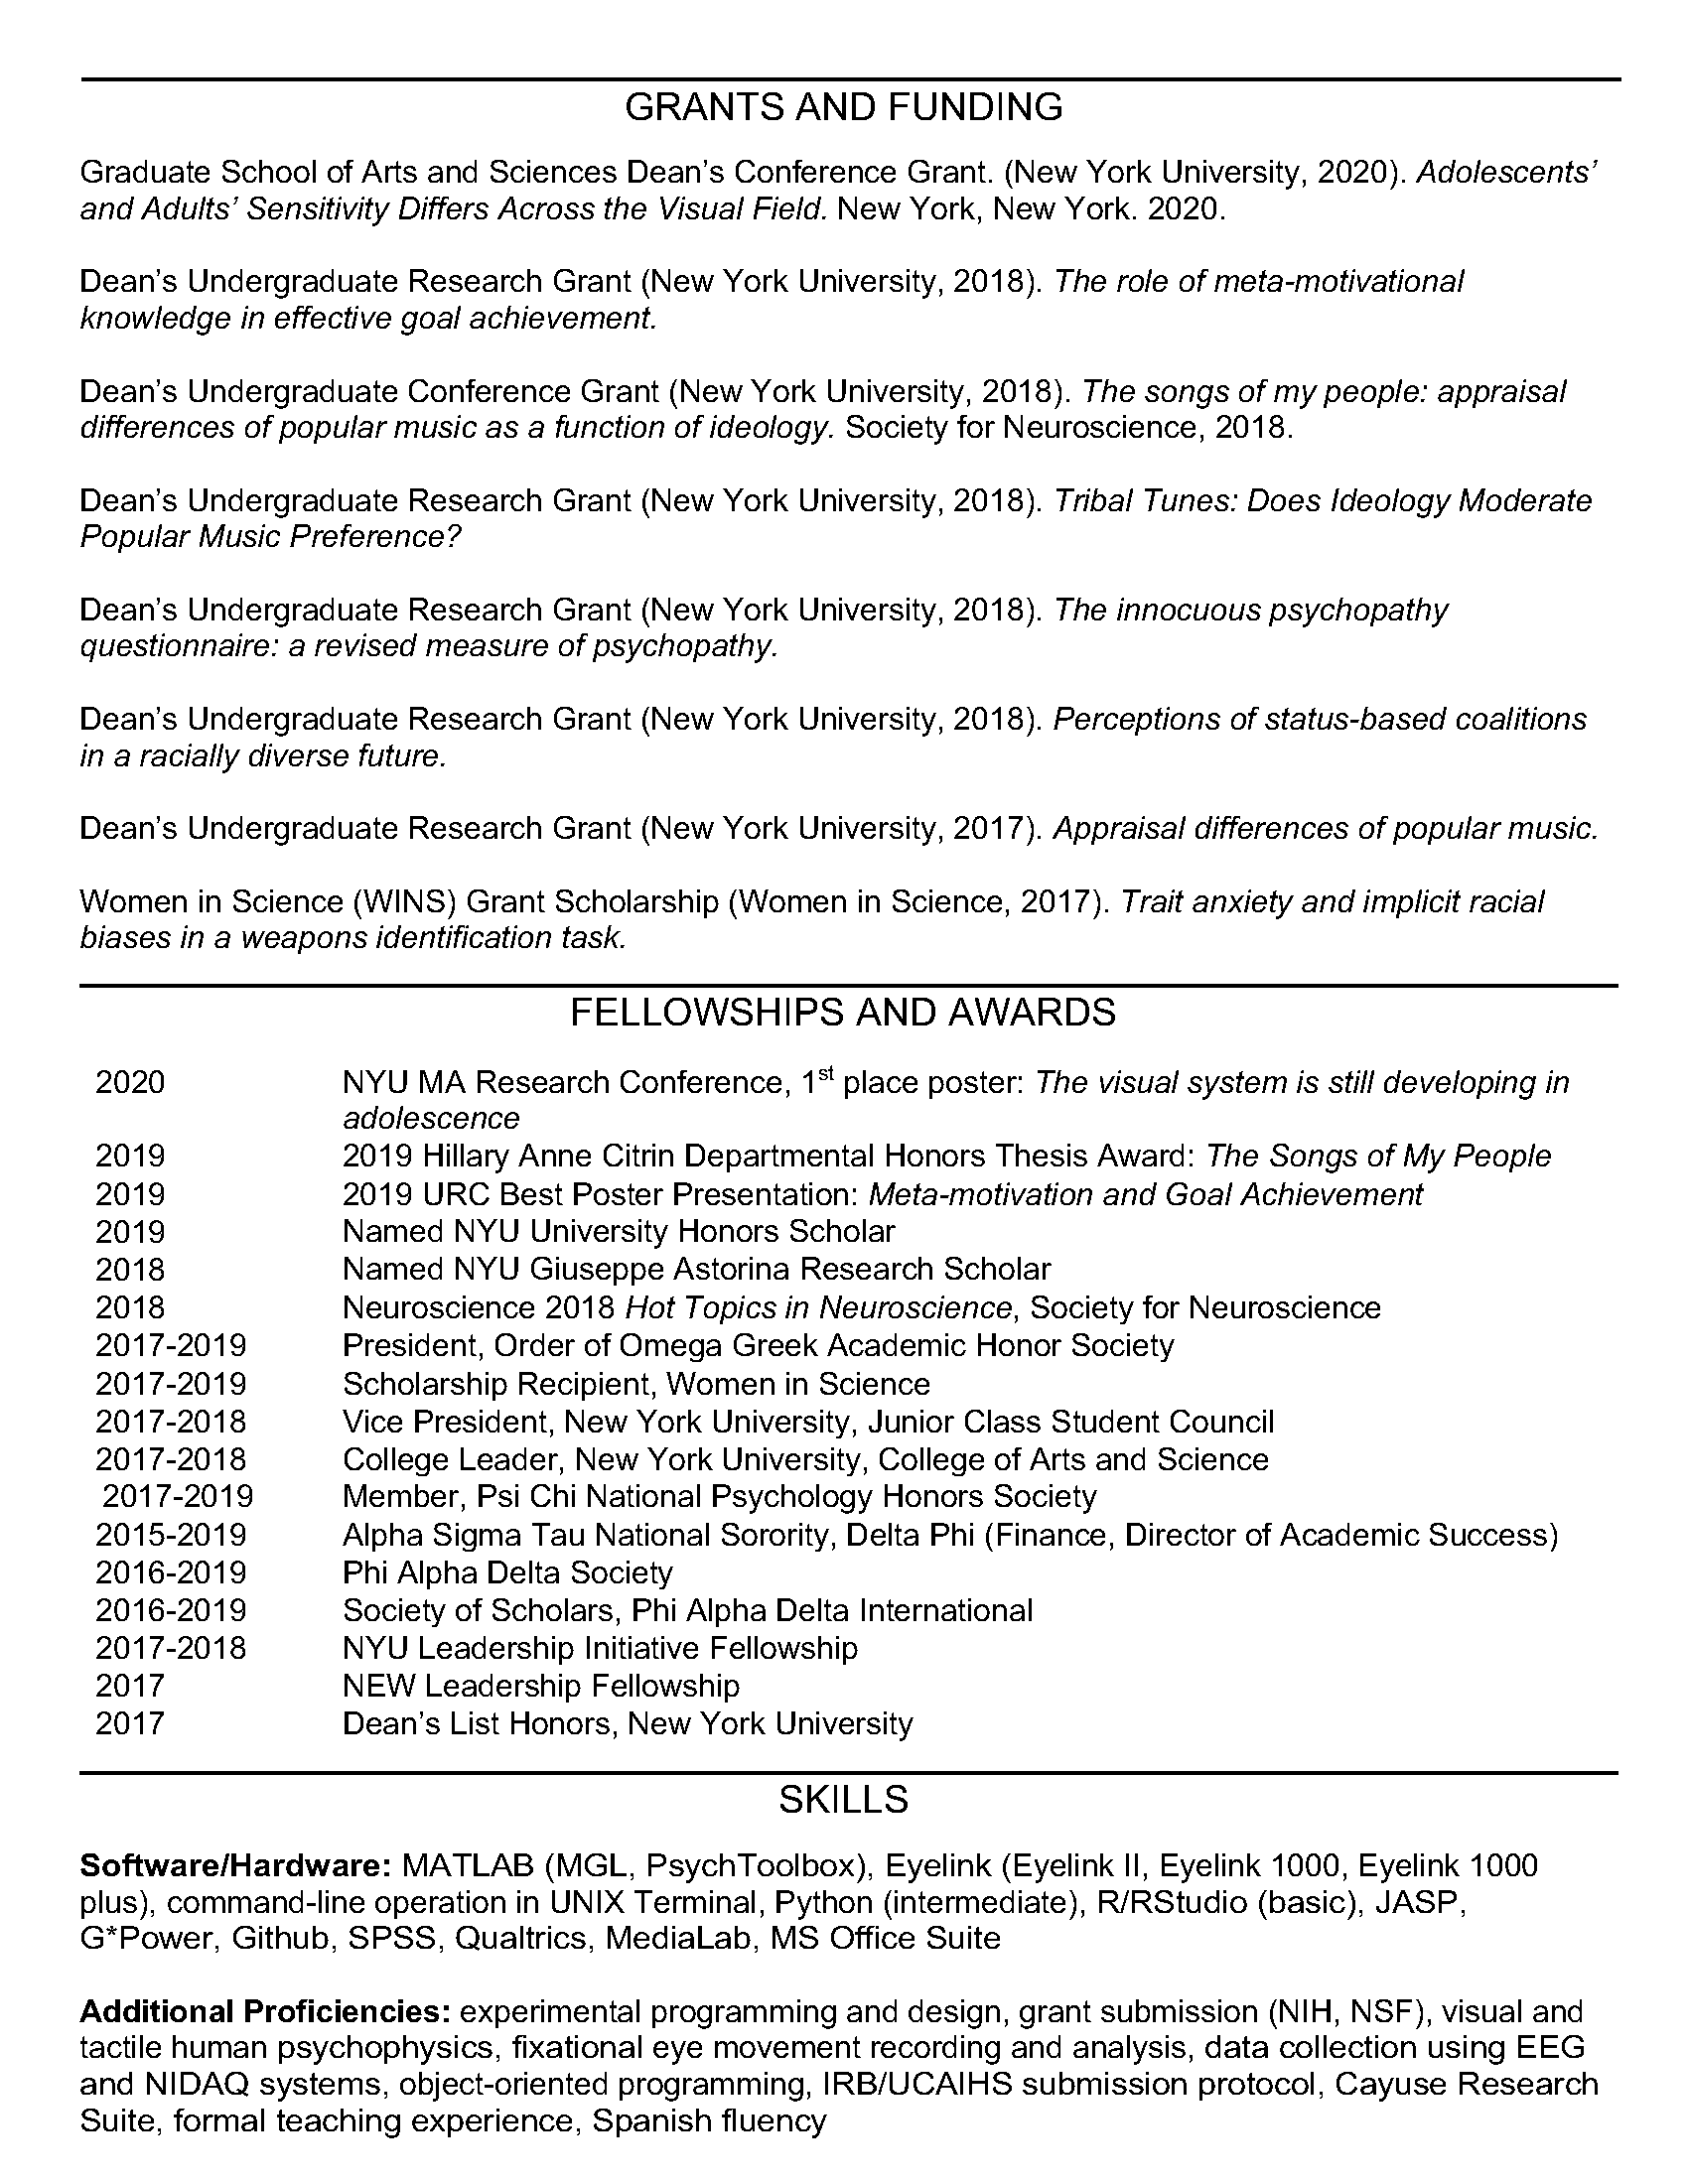 GRANTS AND FUNDING
Graduate School of Arts and Sciences Dean’s Conference Grant. (New York University, 2020). Adolescents’
and Adults’ Sensitivity Differs Across the Visual Field. New York, New York. 2020.
Dean’s Undergraduate Research Grant (New York University, 2018). The role of meta-motivational
knowledge in effective goal achievement.
Dean’s Undergraduate Conference Grant (New York University, 2018). The songs of my people: appraisal
differences of popular music as a function of ideology. Society for Neuroscience, 2018.
Dean’s Undergraduate Research Grant (New York University, 2018). Tribal Tunes: Does Ideology Moderate
Popular Music Preference?
Dean’s Undergraduate Research Grant (New York University, 2018). The innocuous psychopathy
questionnaire: a revised measure of psychopathy.
Dean’s Undergraduate Research Grant (New York University, 2018). Perceptions of status-based coalitions
in a racially diverse future.
Dean’s Undergraduate Research Grant (New York University, 2017). Appraisal differences of popular music.
Women in Science (WINS) Grant Scholarship (Women in Science, 2017). Trait anxiety and implicit racial
biases in a weapons identification task.
FELLOWSHIPS AND AWARDS
2020 NYU MA Research Conference, 1st place poster: The visual system is still developing in
adolescence
2019 2019 Hillary Anne Citrin Departmental Honors Thesis Award: The Songs of My People
2019 2019 URC Best Poster Presentation: Meta-motivation and Goal Achievement
2019 Named NYU University Honors Scholar
2018 Named NYU Giuseppe Astorina Research Scholar
2018 Neuroscience 2018 Hot Topics in Neuroscience, Society for Neuroscience
2017-2019 President, Order of Omega Greek Academic Honor Society
2017-2019 Scholarship Recipient, Women in Science
2017-2018 Vice President, New York University, Junior Class Student Council
2017-2018 College Leader, New York University, College of Arts and Science
2017-2019 Member, Psi Chi National Psychology Honors Society
2015-2019 Alpha Sigma Tau National Sorority, Delta Phi (Finance, Director of Academic Success)
2016-2019 Phi Alpha Delta Society
2016-2019 Society of Scholars, Phi Alpha Delta International
2017-2018 NYU Leadership Initiative Fellowship
2017 NEW Leadership Fellowship
2017 Dean’s List Honors, New York University
SKILLS
Software/Hardware: MATLAB (MGL, PsychToolbox), Eyelink (Eyelink II, Eyelink 1000, Eyelink 1000
plus), command-line operation in UNIX Terminal, Python (intermediate), R/RStudio (basic), JASP,
G*Power, Github, SPSS, Qualtrics, MediaLab, MS Office Suite
Additional Proficiencies: experimental programming and design, grant submission (NIH, NSF), visual and
tactile human psychophysics, fixational eye movement recording and analysis, data collection using EEG
and NIDAQ systems, object-oriented programming, IRB/UCAIHS submission protocol, Cayuse Research
Suite, formal teaching experience, Spanish fluency